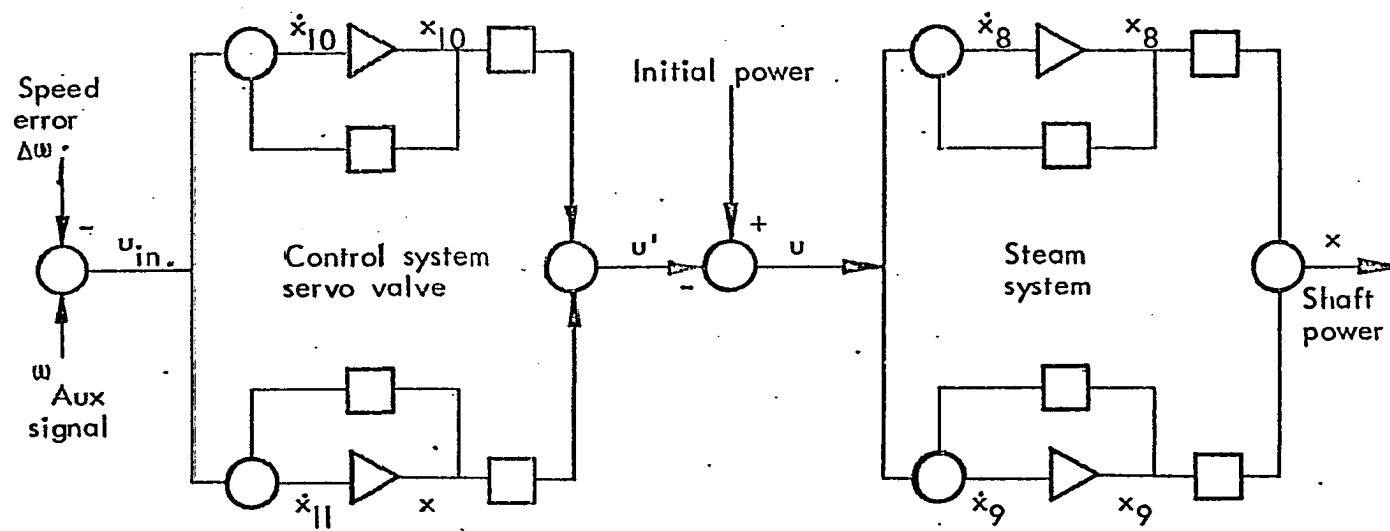 ẋ10
x10
Speed
error
Δω
-
u in.
ω
Aux
signal
Control system
servo valve
ẋ11
x
u'
Initial power
+
-
u
ẋ8
x8
Steam
system
x
Shaft
power
ẋ9
x9